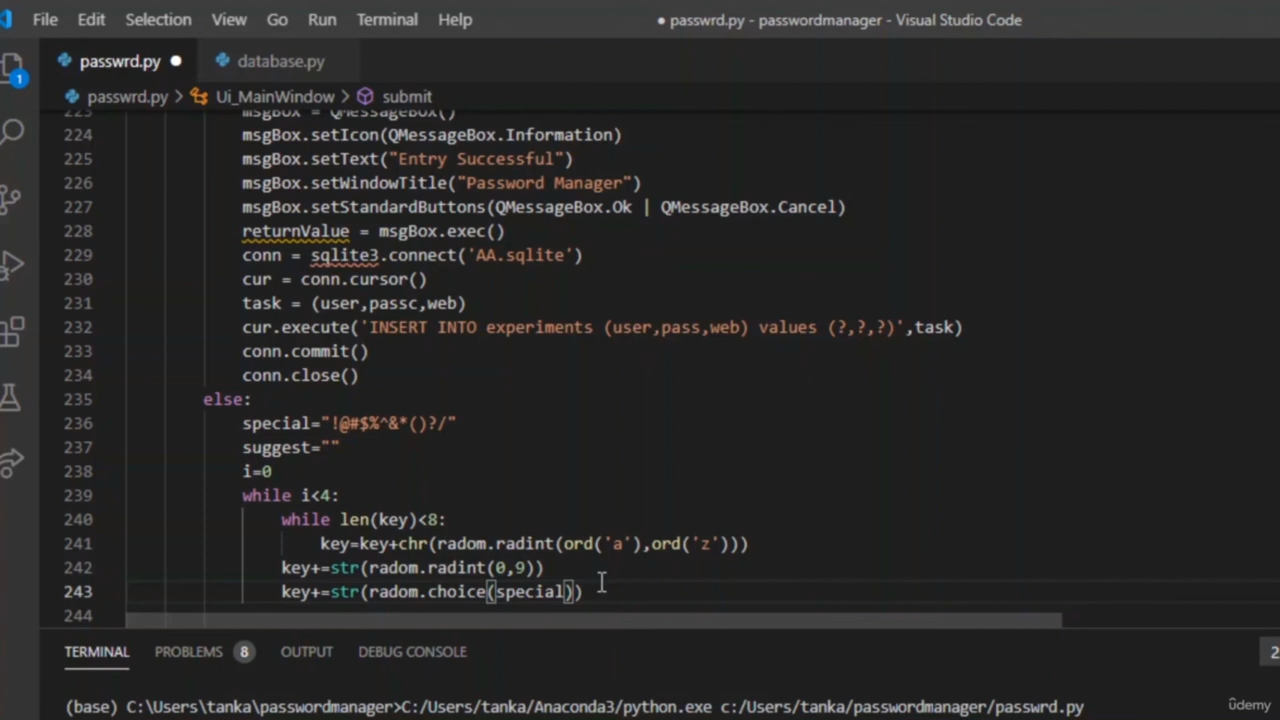 File Edit Selection View Go Run Terminal Help
● passwrd.py - passwordmanager - Visual Studio Code
passwrd.py ● database.py
1
passwrd.py > Ui_MainWindow > submit
223 msgBox = QMessageBox()
224 msgBox.setIcon(QMessageBox.Information)
225 msgBox.setText("Entry Successful")
226 msgBox.setWindowTitle("Password Manager")
227 msgBox.setStandardButtons(QMessageBox.Ok | QMessageBox.Cancel)
228 returnValue = msgBox.exec()
229 conn = sqlite3.connect('AA.sqlite')
230 cur = conn.cursor()
231 task = (user,passc,web)
232 cur.execute('INSERT INTO experiments (user,pass,web) values (?,?,?)',task)
233 conn.commit()
234 conn.close()
235 else:
236 special="!@#$%^&*()?/"
237 suggest=""
238 i=0
239 while i<4:
240 while len(key)<8:
241 key=key+chr(radom.radint(ord('a'),ord('z')))
242 key+=str(radom.radint(0,9))
243 key+=str(radom.choice(special))
244
TERMINAL PROBLEMS 8 OUTPUT DEBUG CONSOLE
2
(base) C:\Users\tanka\passwordmanager>C:/Users/tanka/Anaconda3/python.exe c:/Users/tanka/passwordmanager/passwrd.py
ûdemy